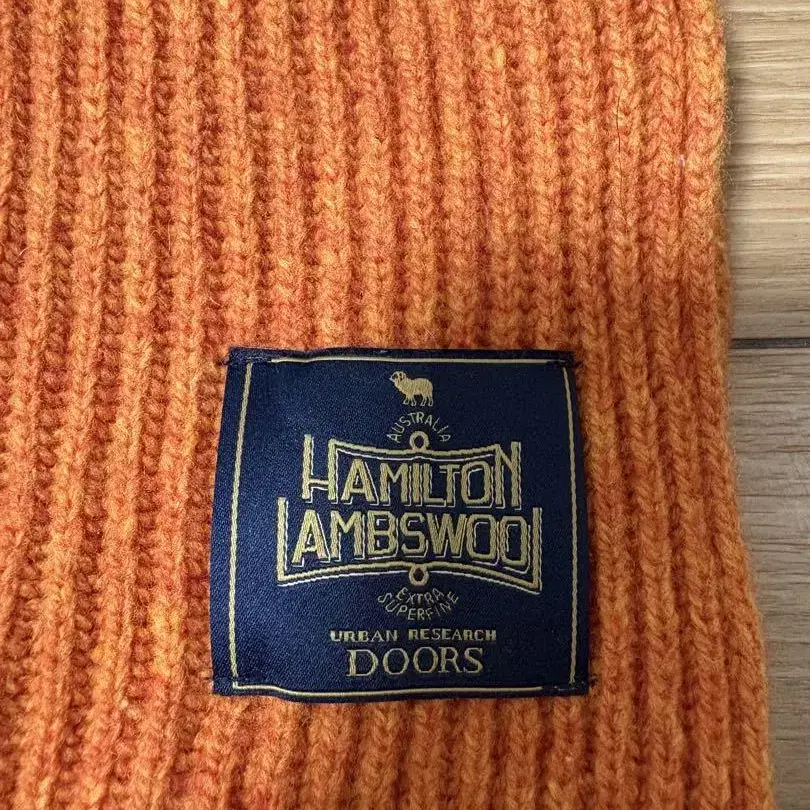 AUSTRALIA
HAMILTON
LAMBSWOOL
EXTRA
SUPERFINE
URBAN RESEARCH
DOORS